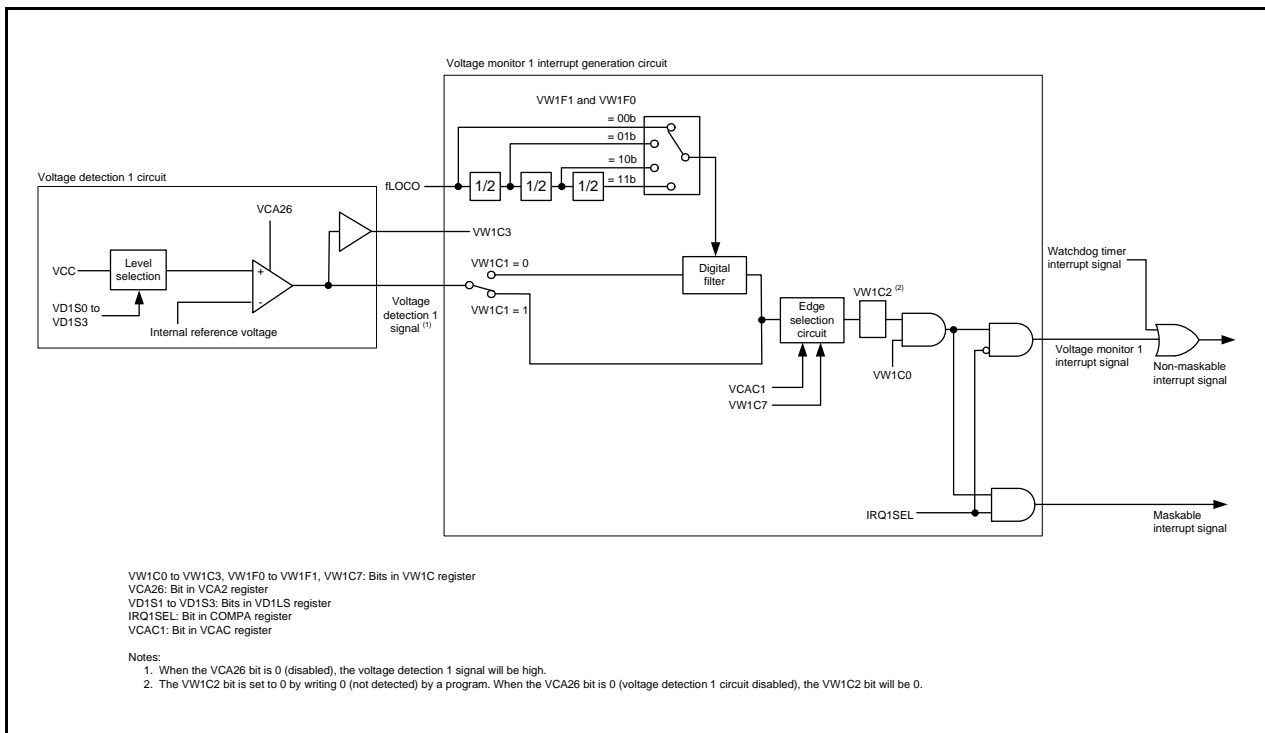 Voltage monitor 1 interrupt generation circuit
VW1F1 and VW1F0
= 00b
= 01b
= 10b
= 11b
Voltage detection 1 circuit
fLOCO
1/2
1/2
1/2
VCA26
VW1C3
VCC
Level
selection
+
-
VD1S0 to
VD1S3
Internal reference voltage
Voltage
detection 1
signal (1)
VW1C1 = 0
VW1C1 = 1
Digital
filter
Edge
selection
circuit
VW1C2 (2)
VCAC1
VW1C7
VW1C0
Watchdog timer
interrupt signal
Voltage monitor 1
interrupt signal
Non-maskable
interrupt signal
IRQ1SEL
Maskable
interrupt signal
VW1C0 to VW1C3, VW1F0 to VW1F1, VW1C7: Bits in VW1C register
VCA26: Bit in VCA2 register
VD1S1 to VD1S3: Bits in VD1LS register
IRQ1SEL: Bit in COMPA register
VCAC1: Bit in VCAC register
Notes:
1. When the VCA26 bit is 0 (disabled), the voltage detection 1 signal will be high.
2. The VW1C2 bit is set to 0 by writing 0 (not detected) by a program. When the VCA26 bit is 0 (voltage detection 1 circuit disabled), the VW1C2 bit will be 0.